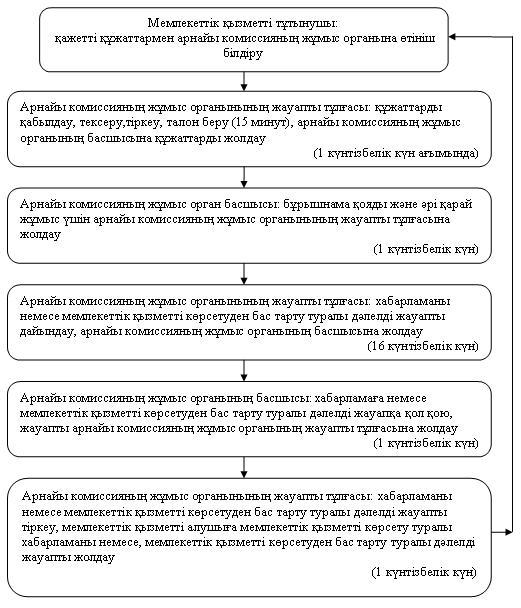 Мемлекеттік қызметті тұтынушы:
қажетті құжаттармен арнайы комиссияның жұмыс органына өтініш
білдіру
Арнайы комиссияның жұмыс органынының жауапты тұлғасы: құжаттарды
қабылдау, тексеру,тіркеу, талон беру (15 минут), арнайы комиссияның жұмыс
органының басшысына құжаттарды жолдау
(1 күнтізбелік күн ағымында)
Арнайы комиссияның жұмыс орган басшысы: бұрышнама қояды және әрі қарай
жұмыс үшін арнайы комиссияның жұмыс органынының жауапты тұлғасына
жолдау
(1 күнтізбелік күн)
Арнайы комиссияның жұмыс органынының жауапты тұлғасы: хабарламаны
немесе мемлекеттік қызметті көрсетуден бас тарту туралы дәлелді жауапты
дайындау, арнайы комиссияның жұмыс органының басшысына жолдау
(16 күнтізбелік күн)
Арнайы комиссияның жұмыс органының басшысы: хабарламаға немесе
мемлекеттік қызметті көрсетуден бас тарту туралы дәлелді жауапқа қол қою,
жауапты арнайы комиссияның жұмыс органының жауапты тұлғасына жолдау
(1 күнтізбелік күн)
Арнайы комиссияның жұмыс органынының жауапты тұлғасы: хабарламаны
немесе мемлекеттік қызметті көрсетуден бас тарту туралы дәлелді жауапты
тіркеу, мемлекеттік қызметті алушыға мемлекеттік қызметті көрсету туралы
хабарламаны немесе, мемлекеттік қызметті көрсетуден бас тарту туралы дәлелді
жауапты жолдау
(1 күнтізбелік күн)